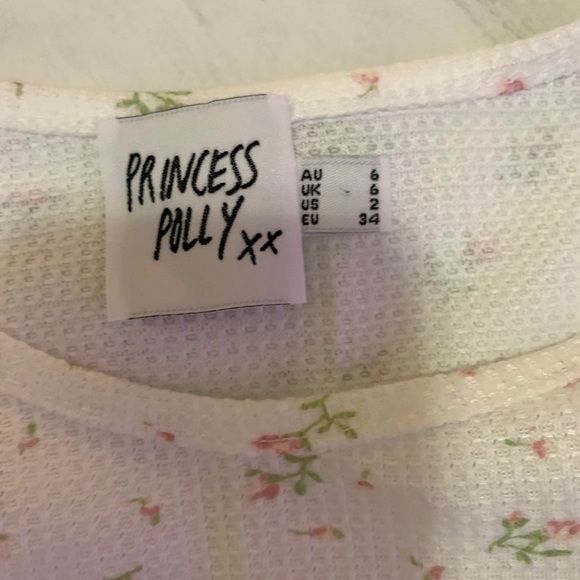 PRINCESS
POLLY xx
AU 6
UK 6
US 2
EU 34